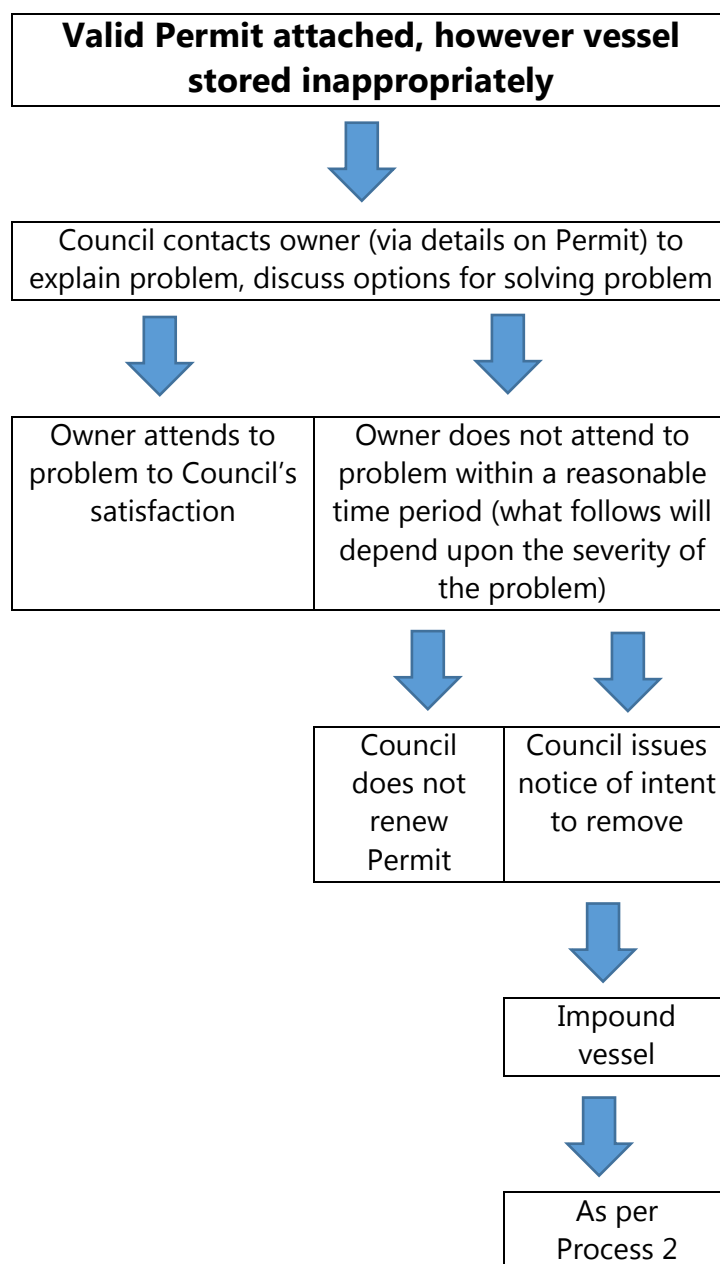 Valid Permit attached, however vessel
stored inappropriately
Council contacts owner (via details on Permit) to
explain problem, discuss options for solving problem
Owner attends to
problem to Council's
satisfaction
Owner does not attend to
problem within a reasonable
time period (what follows will
depend upon the severity of
the problem)
Council
does not
renew
Permit
Council issues
notice of intent
to remove
Impound
vessel
As per
Process 2